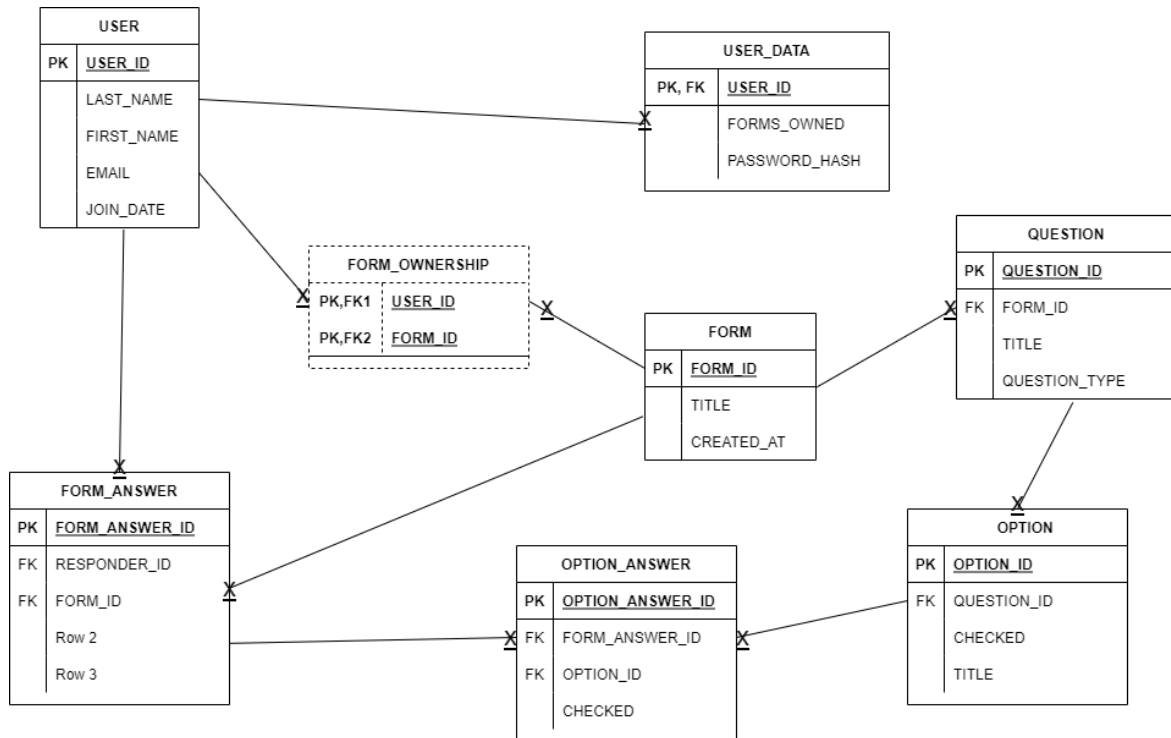 USER
PK USER_ID
LAST_NAME
FIRST_NAME
EMAIL
JOIN_DATE
USER_DATA
PK, FK USER_ID
FORMS_OWNED
PASSWORD_HASH
X
FORM_OWNERSHIP
PK,FK1 USER_ID
PK,FK2 FORM_ID
X
X
FORM
PK FORM_ID
TITLE
CREATED_AT
QUESTION
PK QUESTION_ID
FK FORM_ID
TITLE
QUESTION_TYPE
X
X
FORM_ANSWER
PK FORM_ANSWER_ID
FK RESPONDER_ID
FK FORM_ID
Row 2
Row 3
X
OPTION_ANSWER
PK OPTION_ANSWER_ID
FK FORM_ANSWER_ID
FK OPTION_ID
CHECKED
X
X
X
OPTION
PK OPTION_ID
FK QUESTION_ID
CHECKED
TITLE